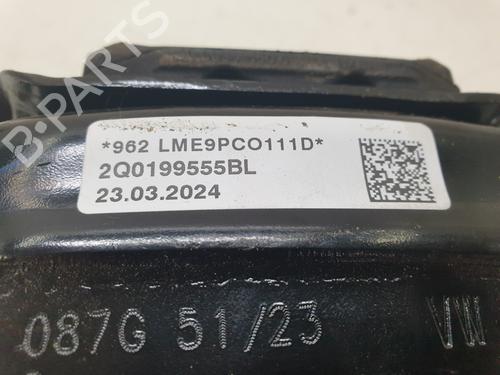 B-PARTS
*962 LME9PCO111D*
2Q0199555BL
23.03.2024
087G 51/23 VW